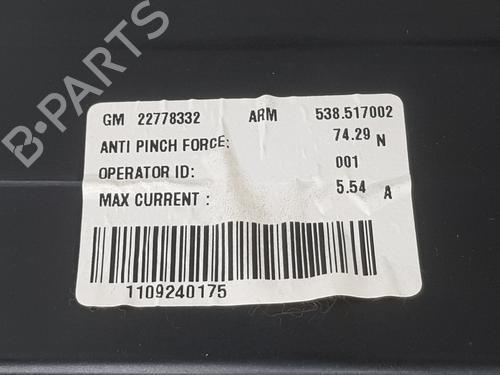 B-PARTS
GM 22778332 ARM 538.517002
ANTI PINCH FORCE: 74.29 N
OPERATOR ID: 001
MAX CURRENT : 5.54 A
1109240175